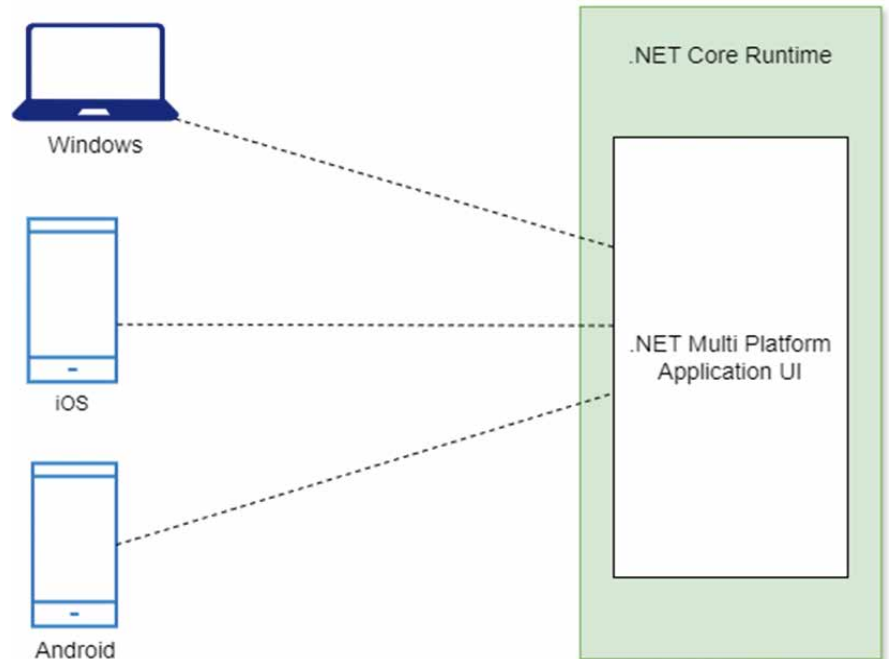 .NET Core Runtime
Windows
.NET Multi Platform
Application UI
iOS
Android